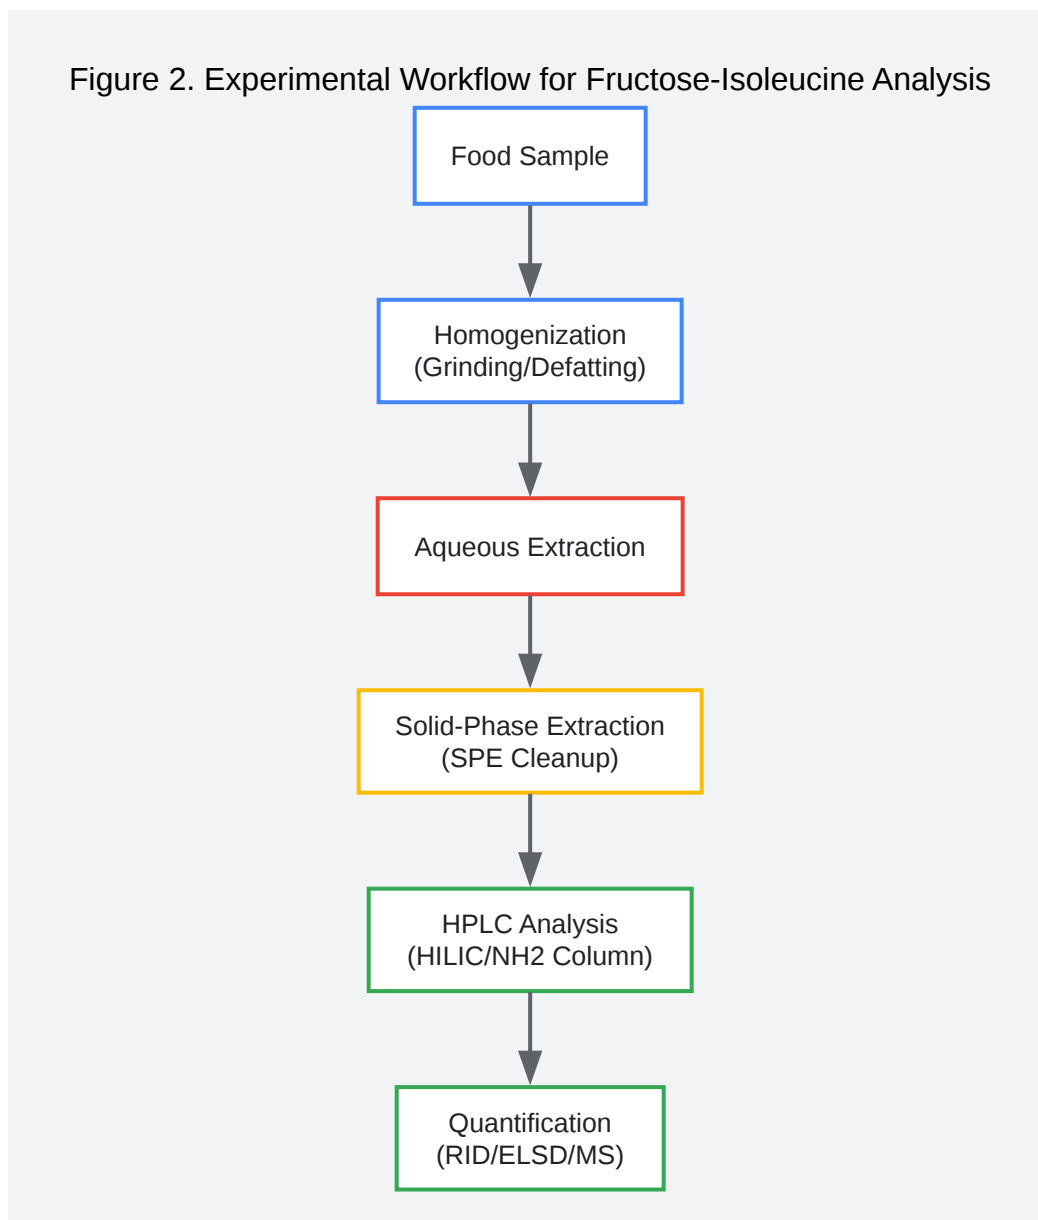 Figure 2. Experimental Workflow for Fructose-Isoleucine Analysis
Food Sample
Homogenization
(Grinding/Defatting)
Aqueous Extraction
Solid-Phase Extraction
(SPE Cleanup)
HPLC Analysis
(HILIC/NH2 Column)
Quantification
(RID/ELSD/MS)